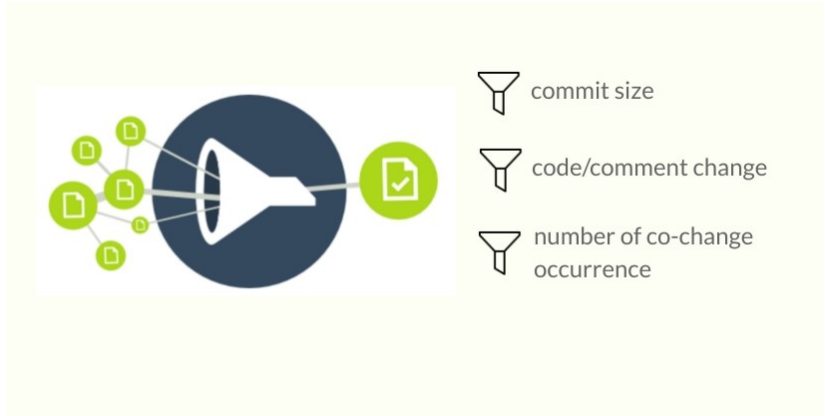 commit size
code/comment change
number of co-change
occurrence